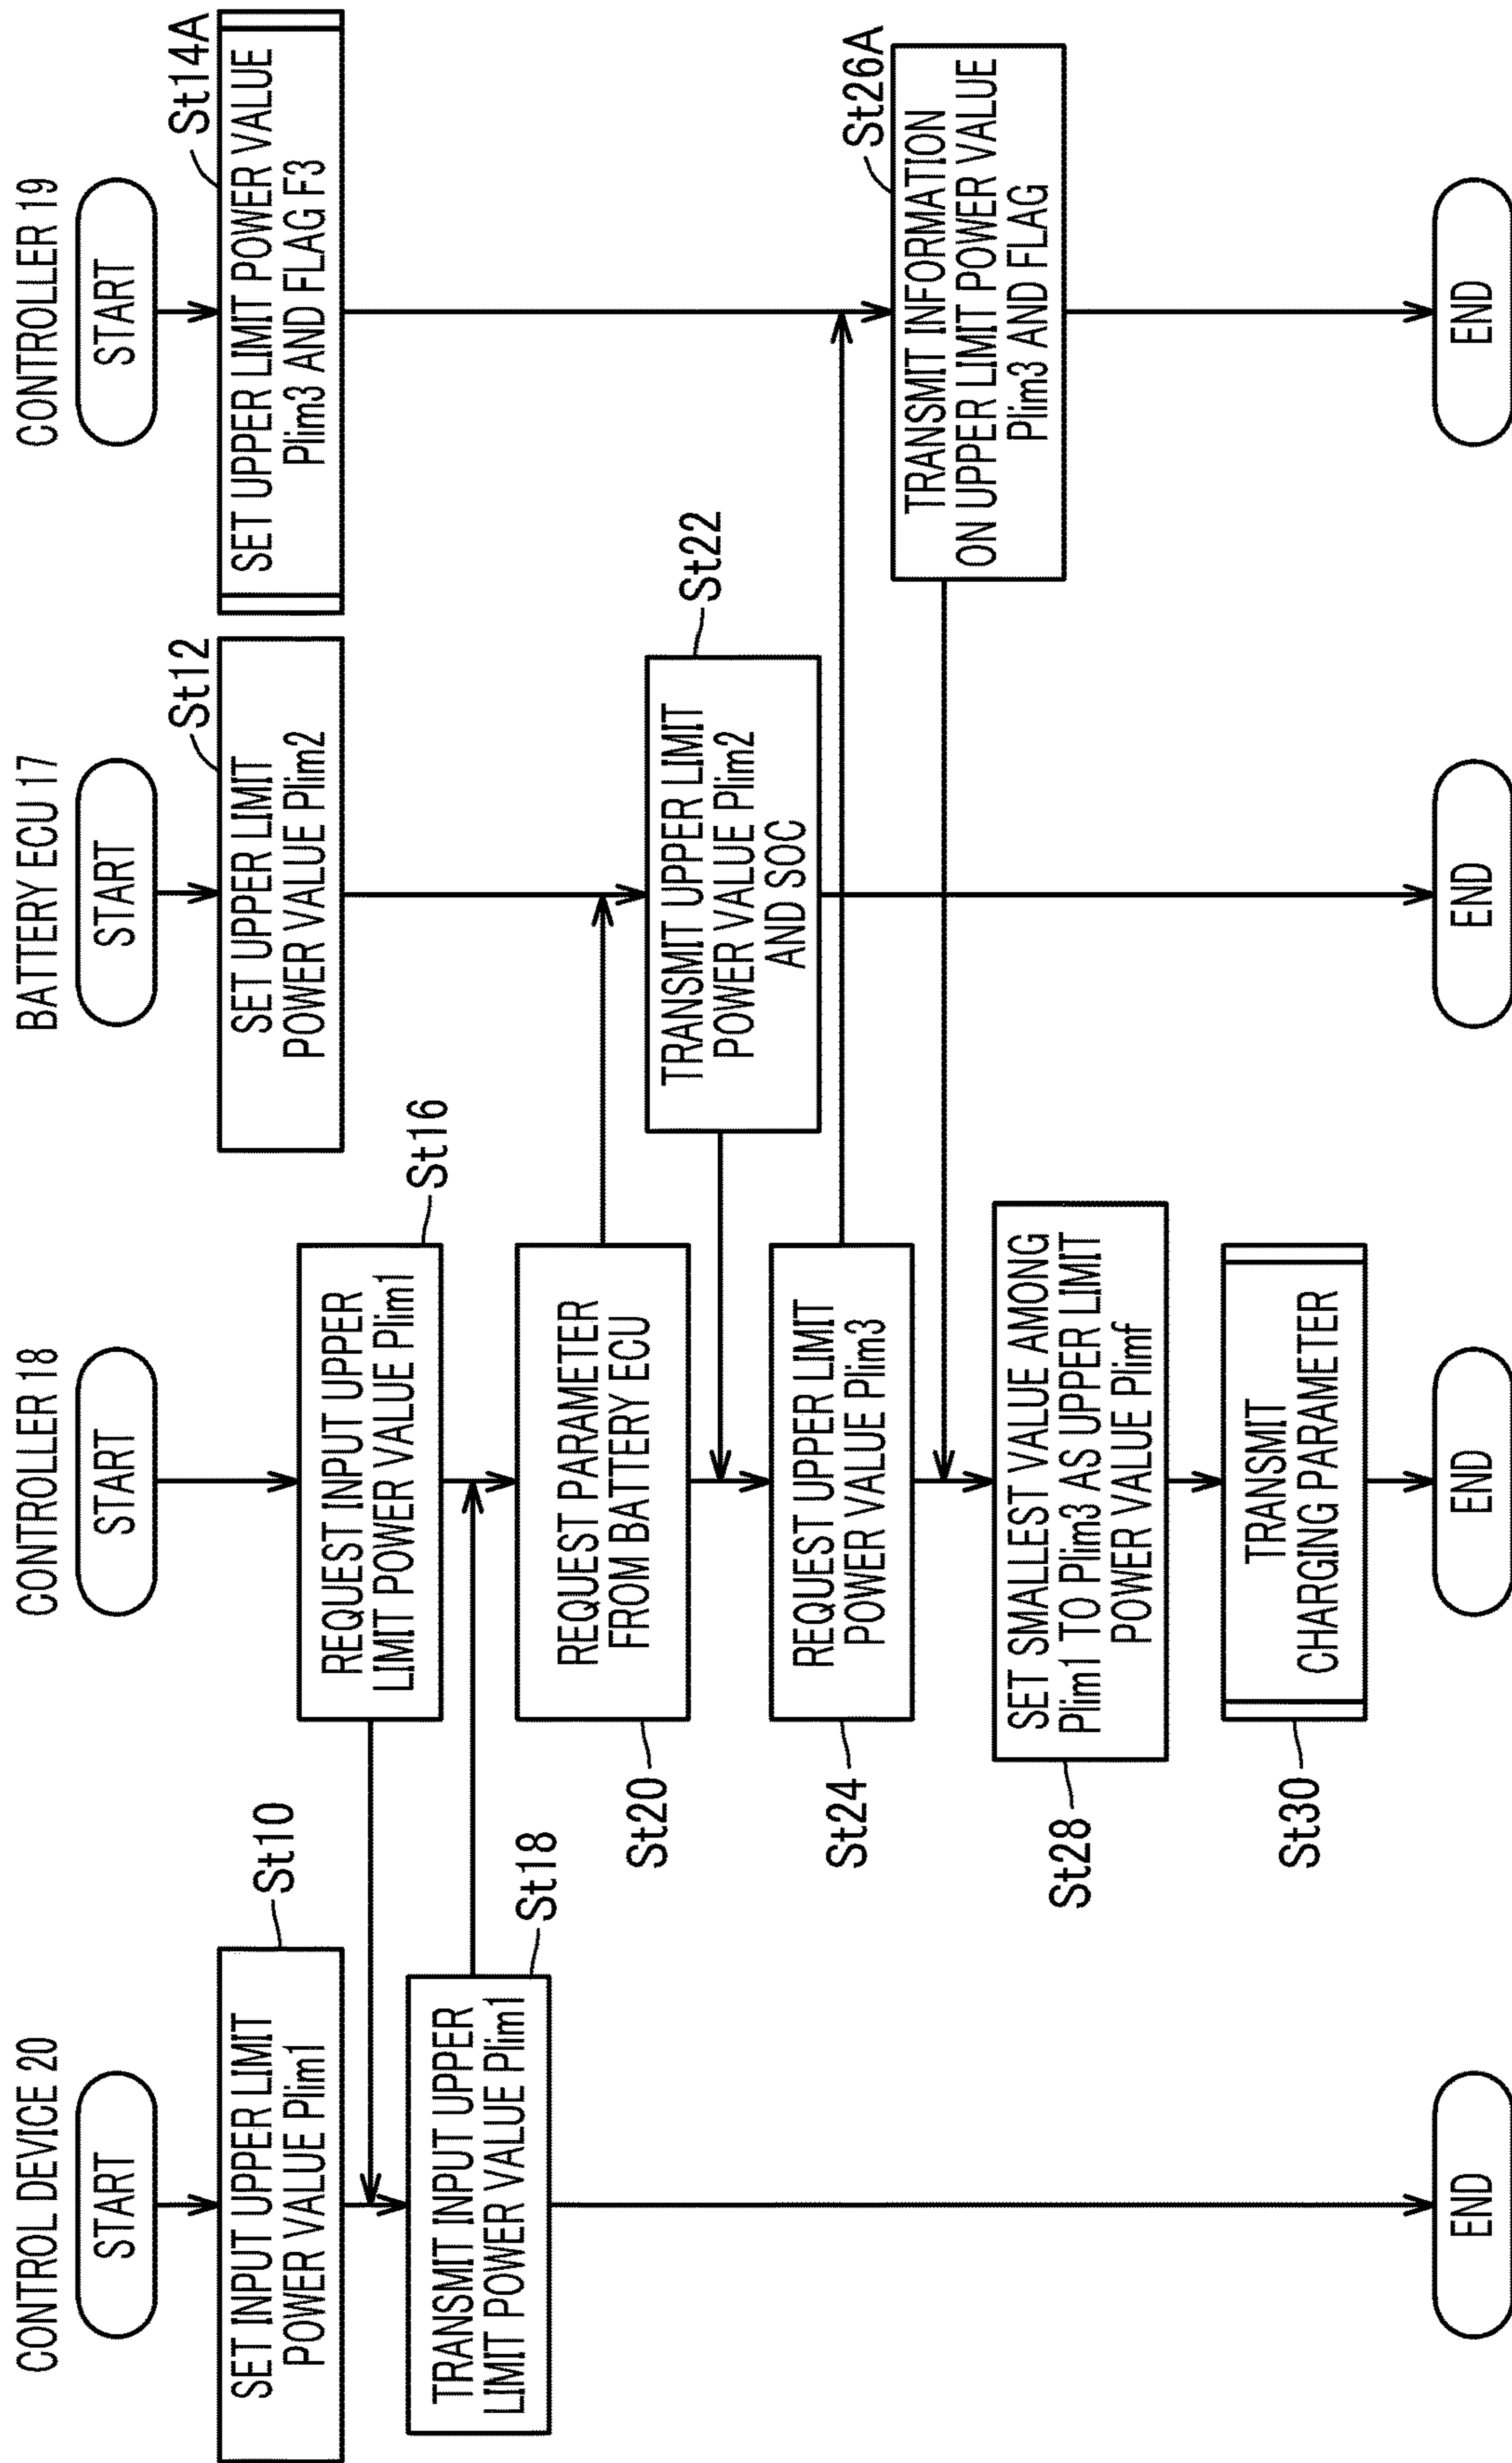 CONTROL DEVICE 20
START
SET INPUT UPPER LIMIT
POWER VALUE Plim1
St10
TRANSMIT INPUT UPPER
LIMIT POWER VALUE Plim1
St18
END
CONTROLLER 18
START
REQUEST INPUT UPPER
LIMIT POWER VALUE Plim1
St16
REQUEST PARAMETER
FROM BATTERY ECU
St20
REQUEST UPPER LIMIT
POWER VALUE Plim3
St24
SET SMALLEST VALUE AMONG
Plim1 TO Plim3 AS UPPER LIMIT
POWER VALUE Plimf
St28
TRANSMIT
CHARGING PARAMETER
St30
END
BATTERY ECU 17
START
SET UPPER LIMIT
POWER VALUE Plim2
St12
TRANSMIT UPPER LIMIT
POWER VALUE Plim2
AND SOC
St22
END
CONTROLLER 19
START
SET UPPER LIMIT POWER VALUE
Plim3 AND FLAG F3
St14A
TRANSMIT INFORMATION
ON UPPER LIMIT POWER VALUE
Plim3 AND FLAG
St26A
END